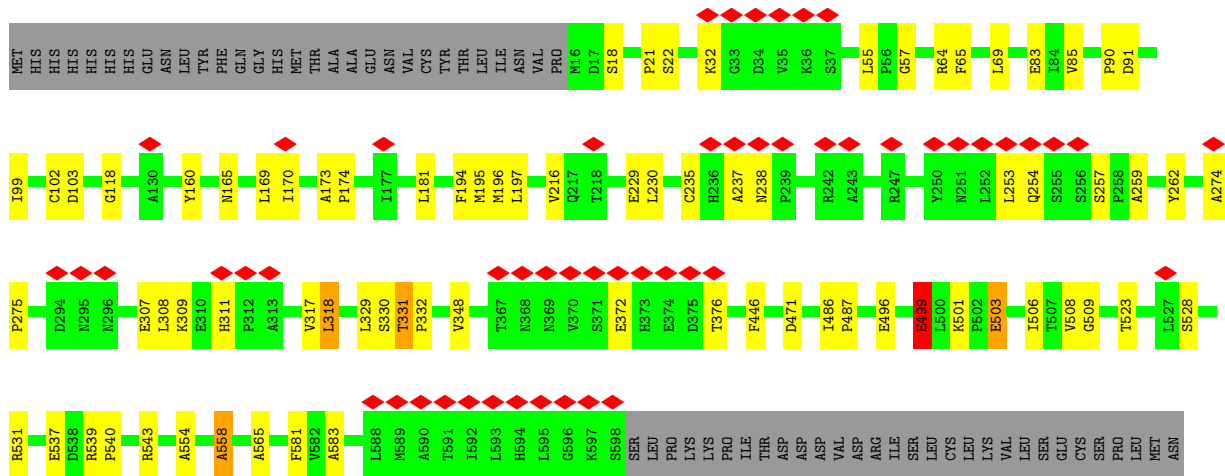 MET HIS HIS HIS HIS HIS HIS GLU ASN LEU TYR PHE GLN GLY HIS MET THR ALA ALA GLU ASN VAL CYS TYR THR LEU ILE ASN VAL PRO M16 D17 S18 P21 S22 K32 G33 D34 V35 K36 S37 L55 P56 G57 R64 F65 L69 E83 I84 V85 P90 D91
I99 C102 D103 G118 A130 Y160 N165 L169 I170 A173 P174 I177 L181 F194 M195 M196 L197 V216 Q217 T218 E229 L230 C235 H236 A237 N238 P239 R242 A243 R247 Y250 N251 L252 L253 Q254 S255 S256 S257 P258 A259 Y262 A274
P275 D294 N295 N296 E307 L308 K309 E310 H311 P312 A313 V317 L318 L329 S330 T331 P332 V348 T367 N368 N369 V370 S371 E372 H373 E374 D375 T376 F446 D471 I486 P487 E496 E499 L500 K501 P502 E503 I506 T507 V508 G509 T523 L527 S528
R531 E537 D538 R539 P540 R543 A554 A558 A565 F581 V582 A583 L588 M589 A590 T591 I592 L593 H594 L595 G596 K597 S598 SER LEU PRO LYS LYS PRO ILE THR ASP ASP ASP VAL ASP ARG ILE SER LEU CYS LEU LYS VAL LEU SER GLU CYS SER PRO LEU MET ASN